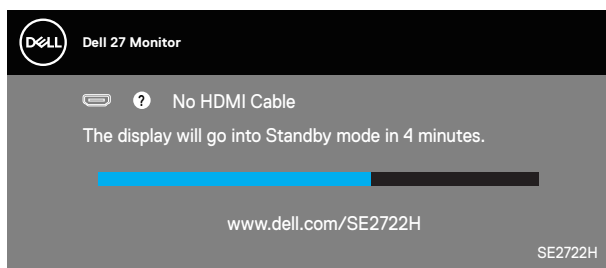 DELL
Dell 27 Monitor
? No HDMI Cable
The display will go into Standby mode in 4 minutes.
www.dell.com/SE2722H
SE2722H